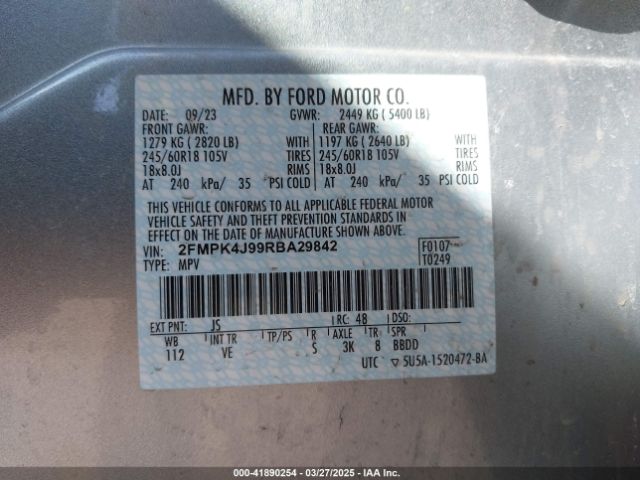 MFD. BY FORD MOTOR CO.
DATE: 09/23 GVWR: 2449 KG ( 5400 LB)
FRONT GAWR: REAR GAWR:
1279 KG ( 2820 LB) WITH 1197 KG ( 2640 LB) WITH
245/60R18 105V TIRES 245/60R18 105V TIRES
18x8.0J RIMS 18x8.0J RIMS
AT 240 kPa/ 35 PSI COLD AT 240 kPa/ 35 PSI COLD
THIS VEHICLE CONFORMS TO ALL APPLICABLE FEDERAL MOTOR
VEHICLE SAFETY AND THEFT PREVENTION STANDARDS IN
EFFECT ON THE DATE OF MANUFACTURE SHOWN ABOVE.
VIN: 2FMPK4J99RBA29842 F0107
TYPE: MPV T0249
EXT PNT: JS RC: 48 DSO:
WB INT TR TP/PS R AXLE TR SPR
112 VE S 3K 8 BBDD
UTC 5U5A-1520472-BA
000-41890254 - 03/27/2025 - IAA Inc.